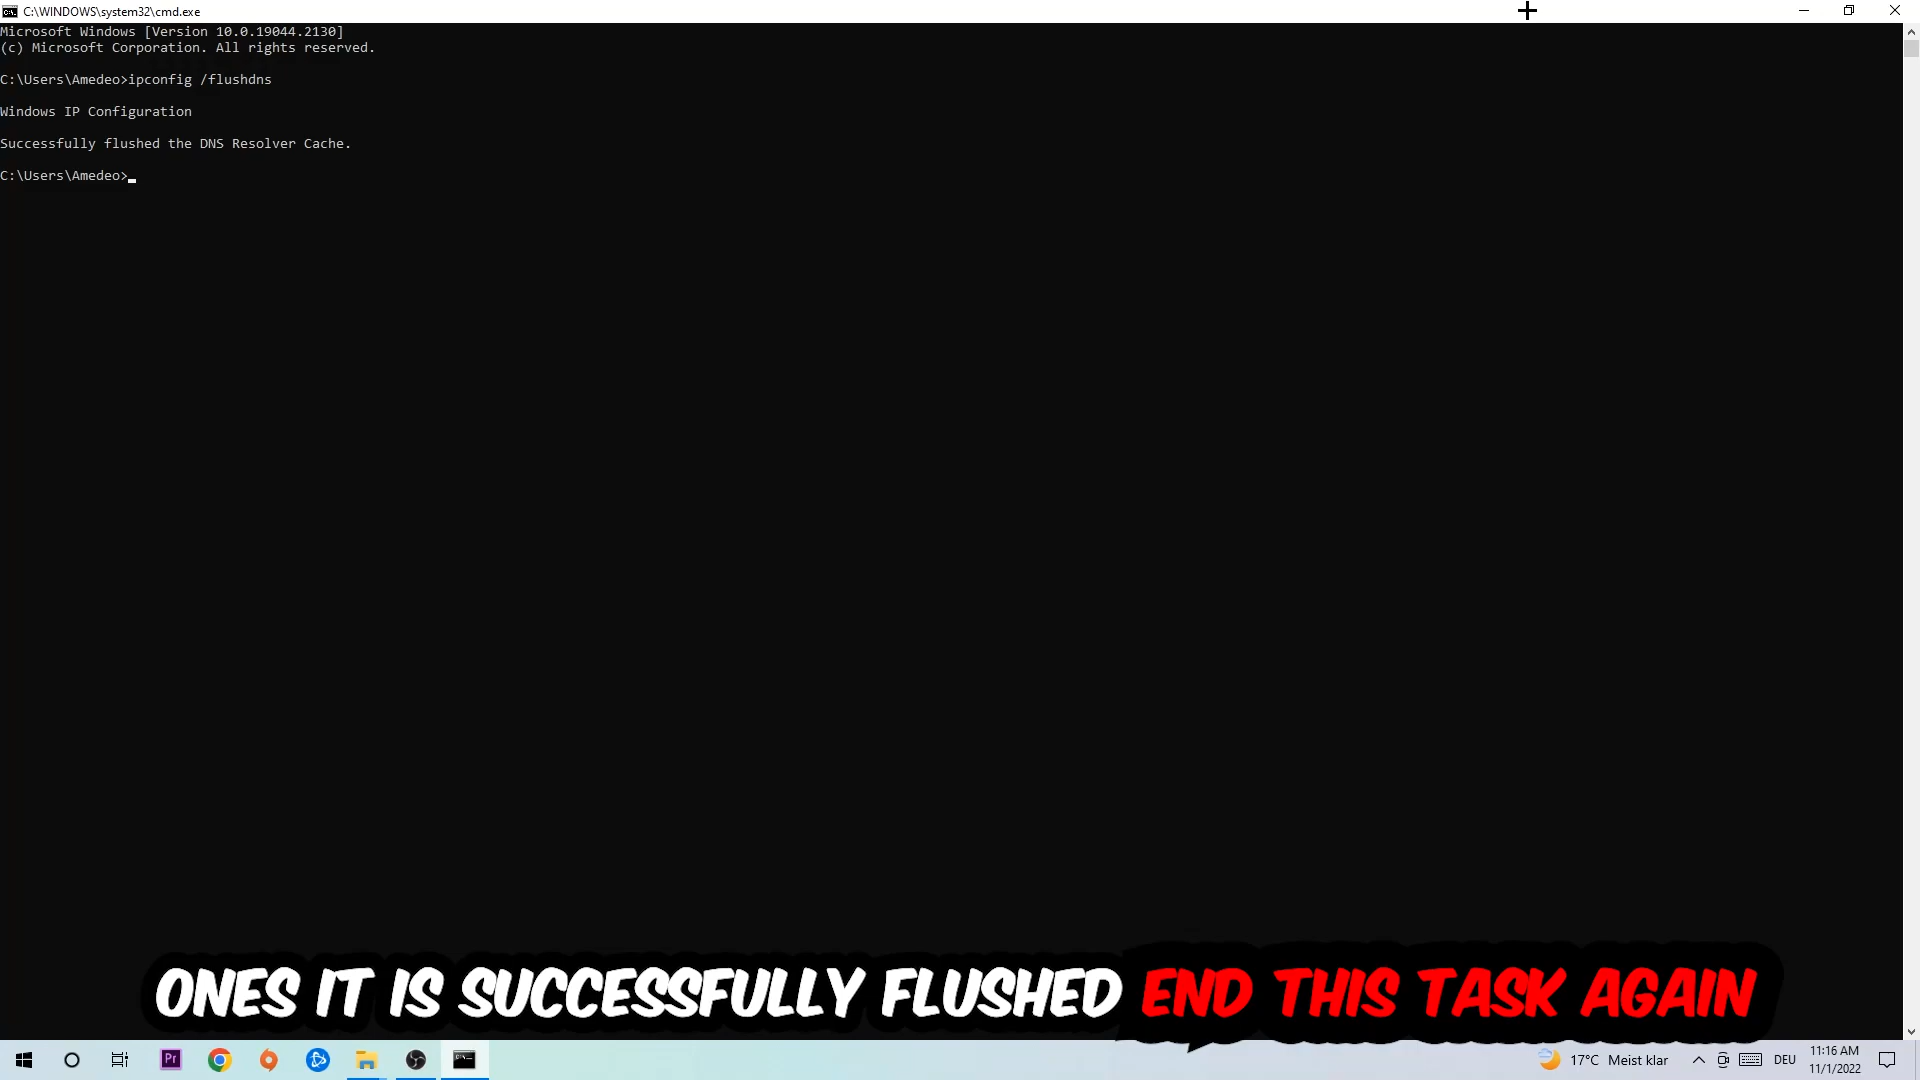 C:\WINDOWS\system32\cmd.exe
Microsoft Windows [Version 10.0.19044.2130]
(c) Microsoft Corporation. All rights reserved.
C:\Users\Amedeo>ipconfig /flushdns
Windows IP Configuration
Successfully flushed the DNS Resolver Cache.
C:\Users\Amedeo>
ONES IT IS SUCCESSFULLY FLUSHED END THIS TASK AGAIN
Pr
17°C Meist klar
DEU
11:16 AM
11/1/2022